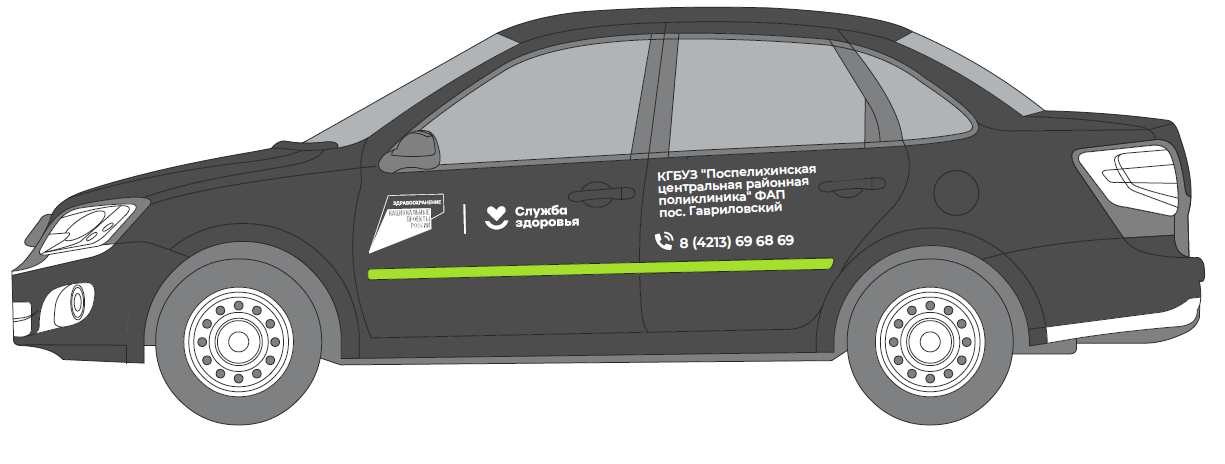 ЗДРАВООХРАНЕНИЕ
НАЦИОНАЛЬНЫЕ
ПРОЕКТЫ
РОССИИ
Служба
здоровья
КГБУЗ "Поспелихинская
центральная районная
поликлиника" ФАП
пос. Гавриловский
8 (4213) 69 68 69